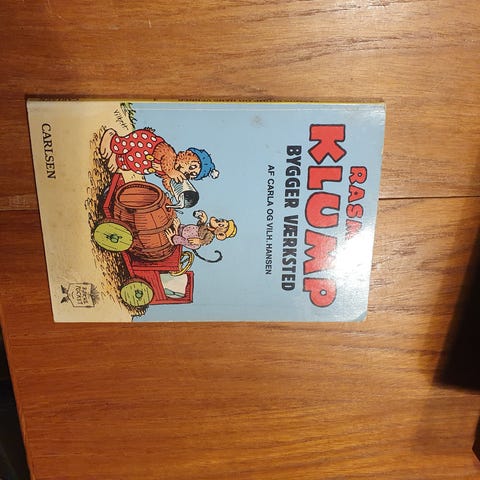 RASM
KLUMP
BYGGER VÆRKSTED
AF CARLA OG VILH. HANSEN
CARLSEN